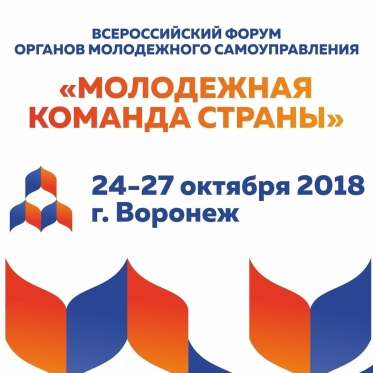 ВСЕРОССИЙСКИЙ ФОРУМ
ОРГАНОВ МОЛОДЕЖНОГО САМОУПРАВЛЕНИЯ
«МОЛОДЕЖНАЯ
КОМАНДА СТРАНЫ»
24-27 октября 2018
г. Воронеж